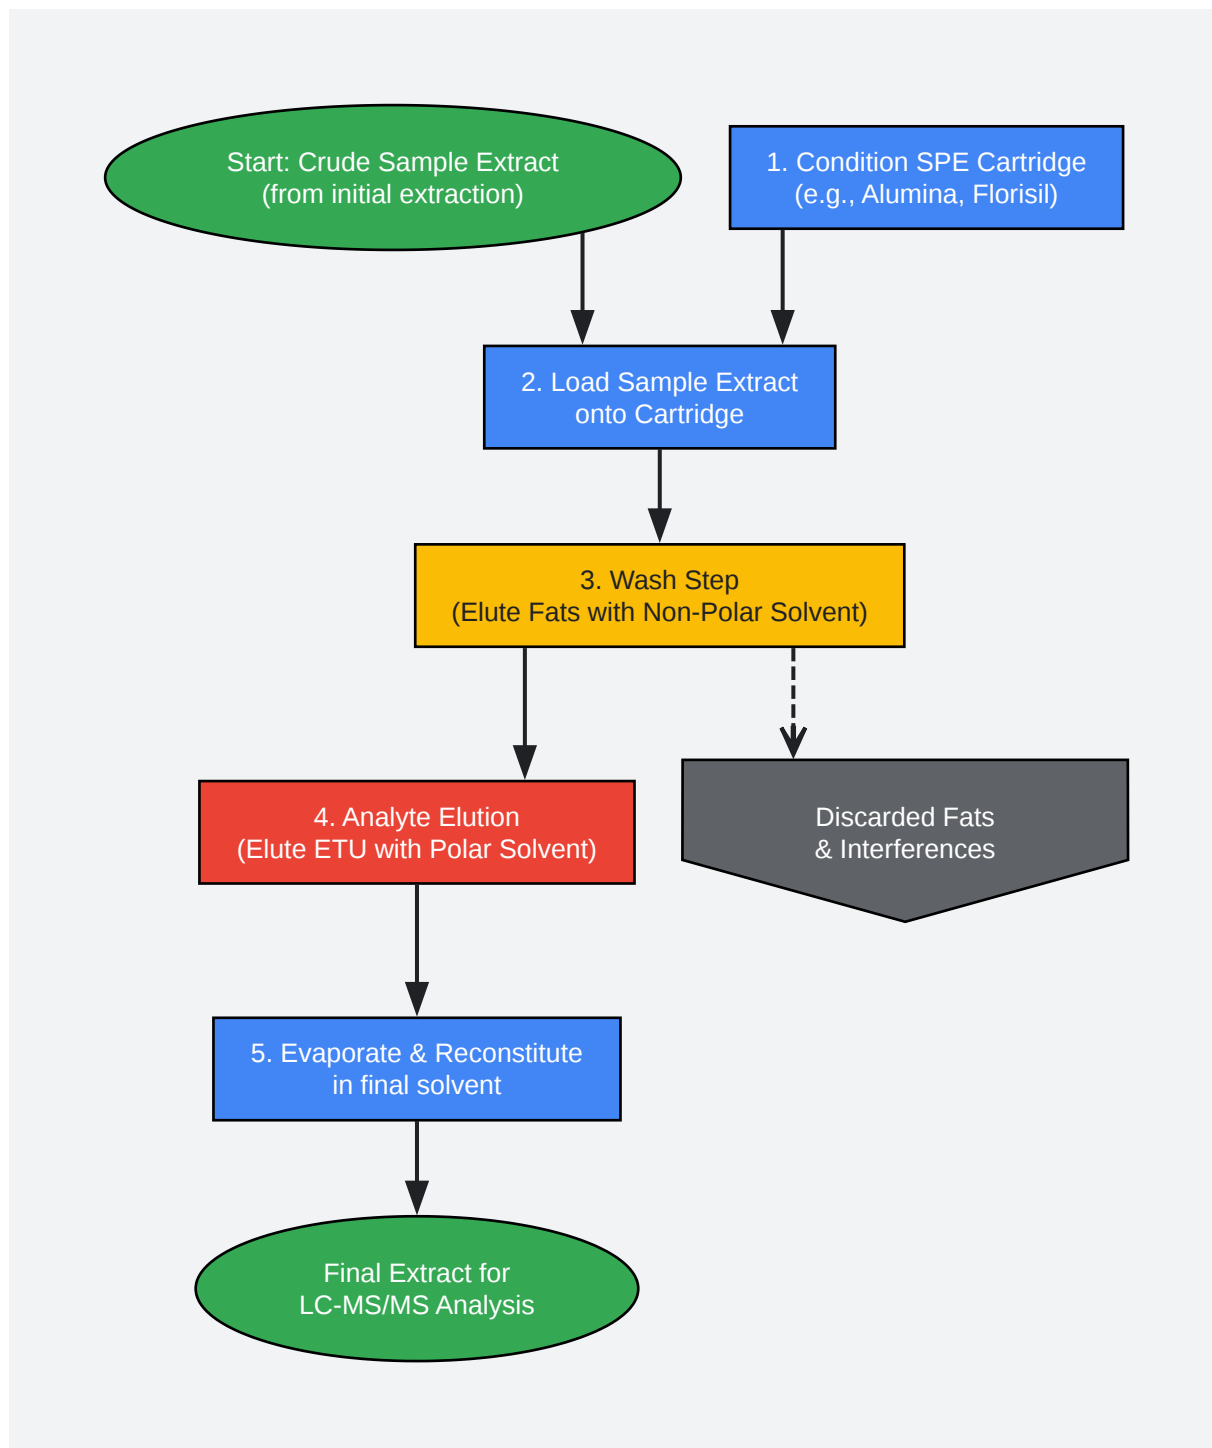 Start: Crude Sample Extract
(from initial extraction)
1. Condition SPE Cartridge
(e.g., Alumina, Florisil)
2. Load Sample Extract
onto Cartridge
3. Wash Step
(Elute Fats with Non-Polar Solvent)
4. Analyte Elution
(Elute ETU with Polar Solvent)
Discarded Fats
& Interferences
5. Evaporate & Reconstitute
in final solvent
Final Extract for
LC-MS/MS Analysis